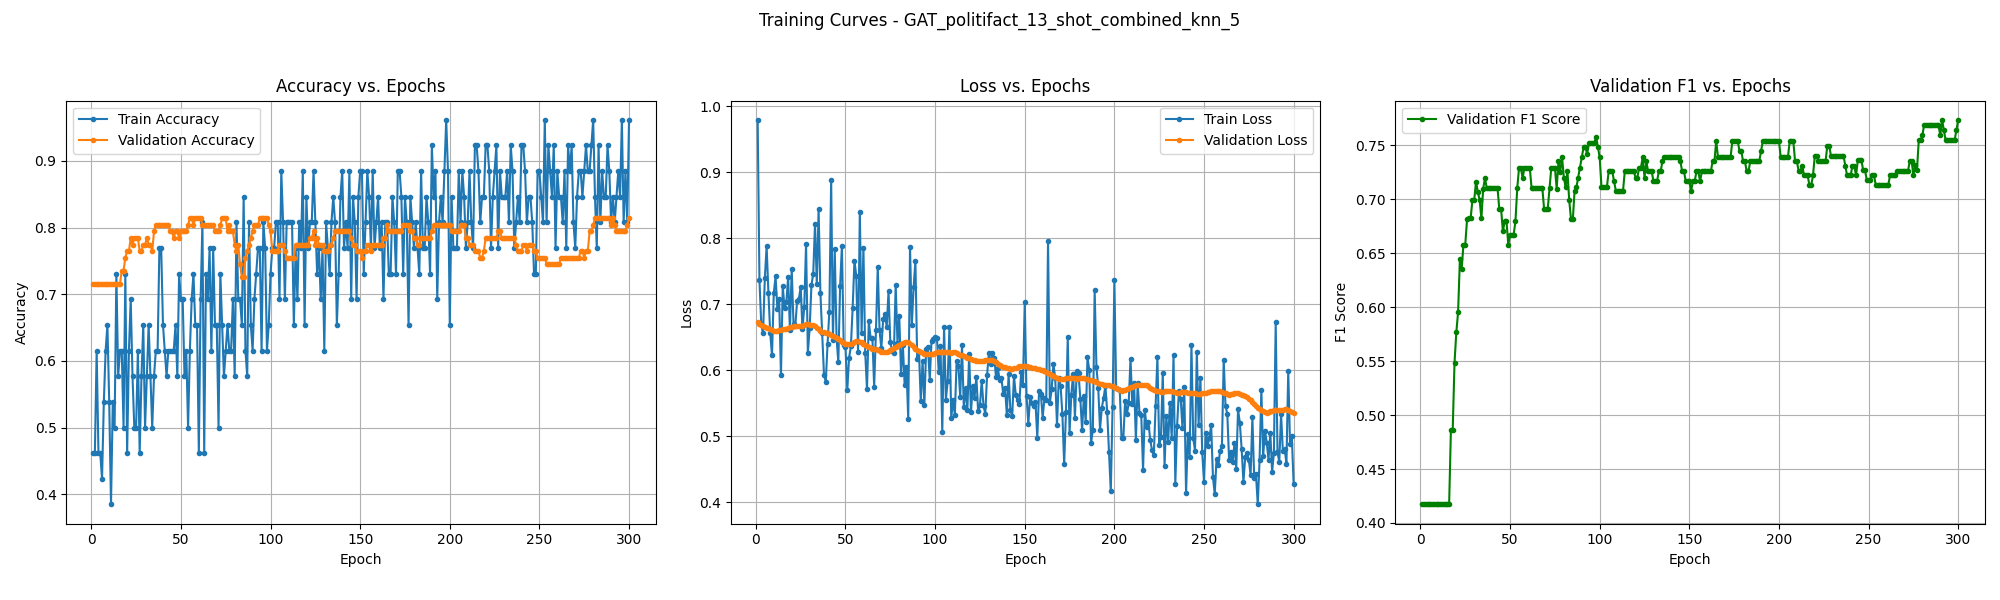 Training Curves - GAT_politifact_13_shot_combined_knn_5
Accuracy vs. Epochs
Train Accuracy
Validation Accuracy
Accuracy
0.9
0.8
0.7
0.6
0.5
0.4
0
50
100
150
200
250
300
Epoch
Loss vs. Epochs
Train Loss
Validation Loss
Loss
1.0
0.9
0.8
0.7
0.6
0.5
0.4
0
50
100
150
200
250
300
Epoch
Validation F1 vs. Epochs
Validation F1 Score
F1 Score
0.75
0.70
0.65
0.60
0.55
0.50
0.45
0.40
0
50
100
150
200
250
300
Epoch